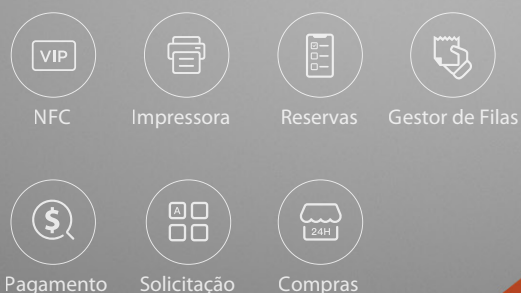 VIP
NFC
Impressora
Reservas
Gestor de Filas
$
A
24H
Pagamento
Solicitação
Compras